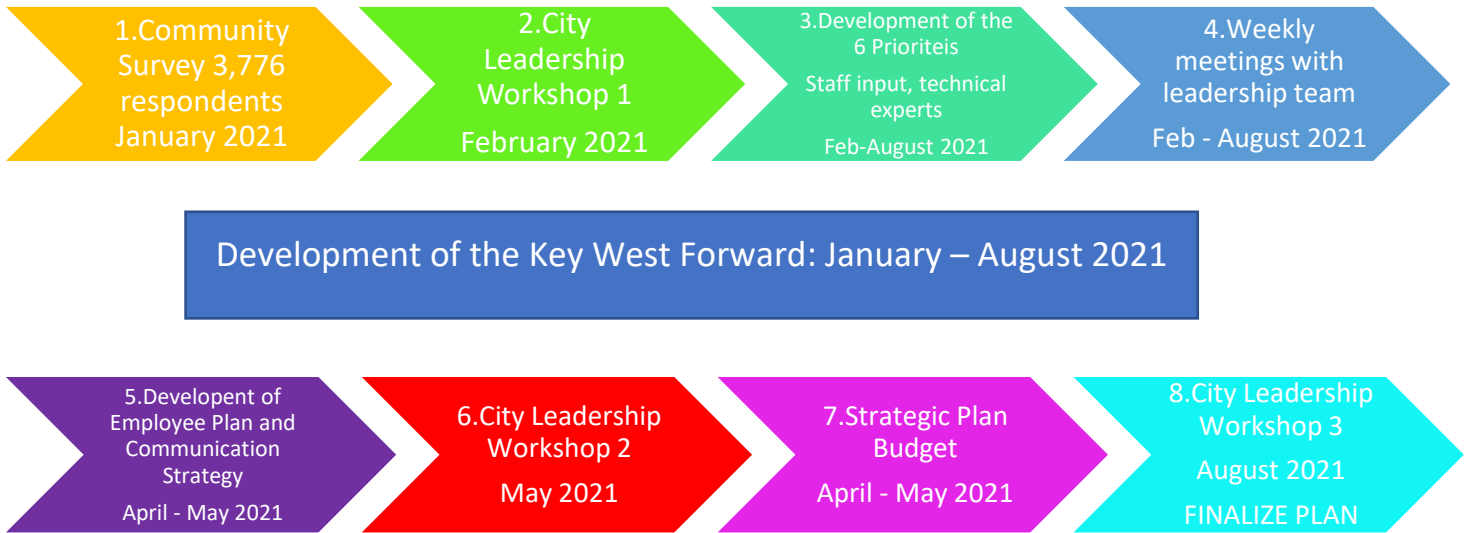 1.Community
Survey 3,776
respondents
January 2021
2.City
Leadership
Workshop 1
February 2021
3.Development of the
6 Prioriteis
Staff input, technical
experts
Feb-August 2021
4.Weekly
meetings with
leadership team
Feb - August 2021
Development of the Key West Forward: January – August 2021
5.Developent of
Employee Plan and
Communication
Strategy
April - May 2021
6.City Leadership
Workshop 2
May 2021
7.Strategic Plan
Budget
April - May 2021
8.City Leadership
Workshop 3
August 2021
FINALIZE PLAN